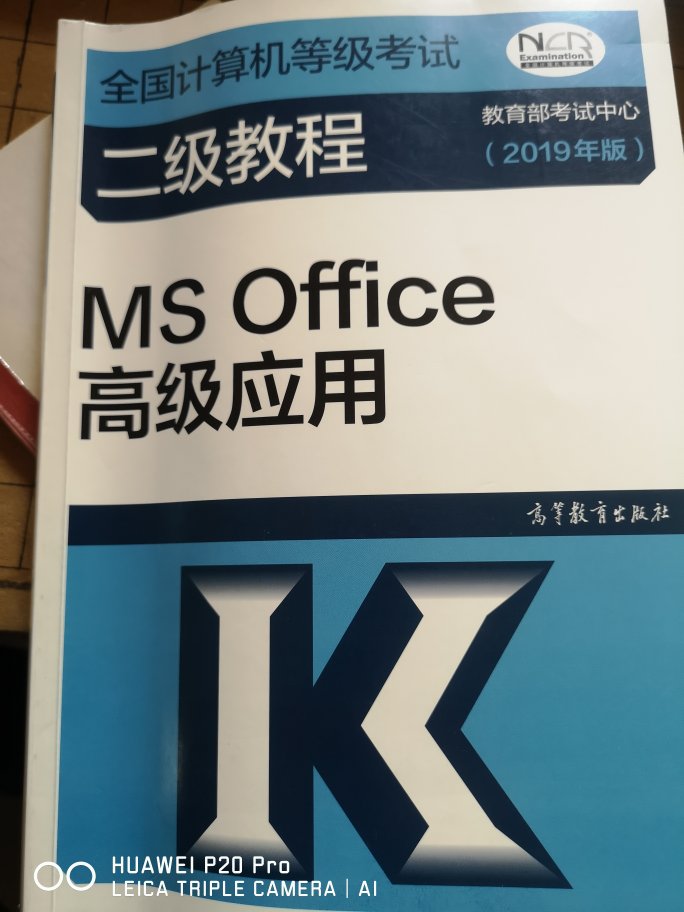 全国计算机等级考试
NCR
Examination
二级教程
教育部考试中心
(2019年版)
MS Office
高级应用
高等教育出版社
K
HUAWEI P20 Pro
LEICA TRIPLE CAMERA | AI